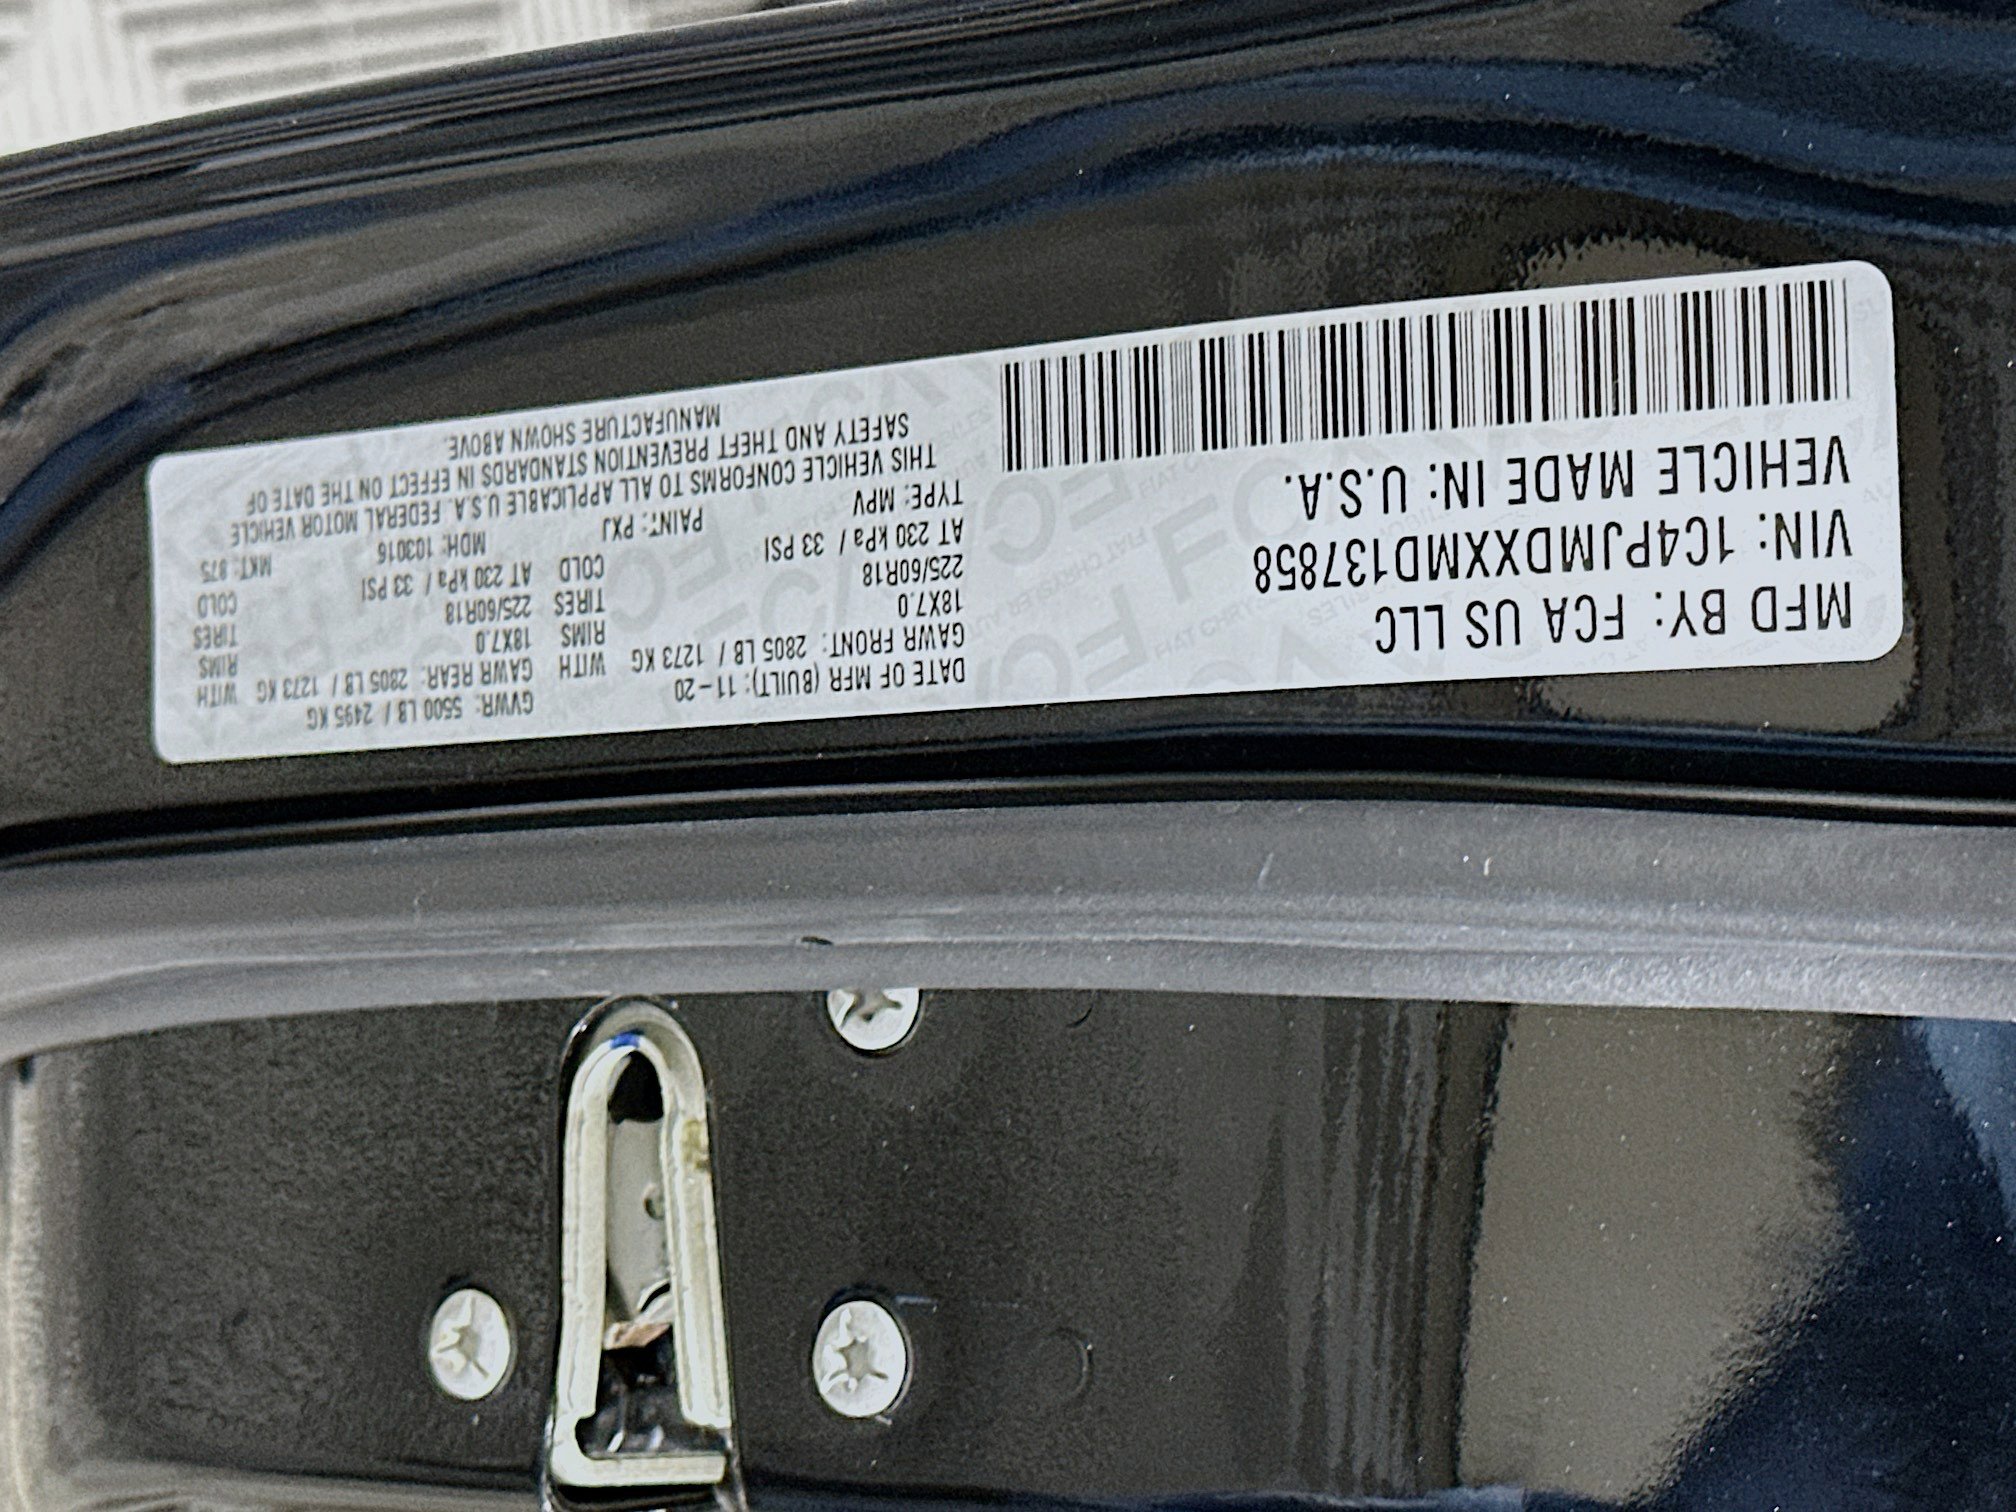 MFD BY: FCA US LLC
VIN: 1C4PJMDXXMD137858
VEHICLE MADE IN: U.S.A.
DATE OF MFR (BUILT): 11-20 GVWR: 5500 LB / 2495 KG
GAWR FRONT: 2805 LB / 1273 KG WITH GAWR REAR: 2805 LB / 1273 KG WITH
18X7.0 RIMS 18X7.0 RIMS
225/60R18 TIRES 225/60R18 TIRES
AT 230 kPa / 33 PSI COLD AT 230 kPa / 33 PSI COLD
TYPE: MPV PAINT: PXJ MDH: 103016 MKT: 875
THIS VEHICLE CONFORMS TO ALL APPLICABLE U.S.A. FEDERAL MOTOR VEHICLE
SAFETY AND THEFT PREVENTION STANDARDS IN EFFECT ON THE DATE OF
MANUFACTURE SHOWN ABOVE.